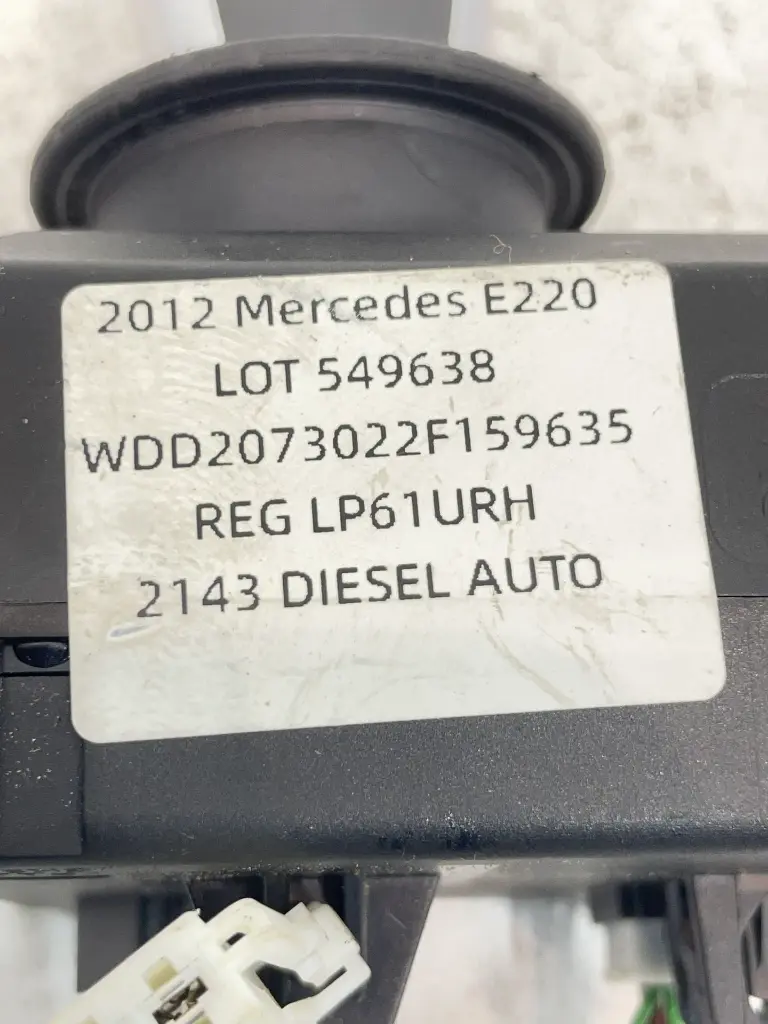 2012 Mercedes E220
LOT 549638
WDD2073022F159635
REG LP61URH
2143 DIESEL AUTO